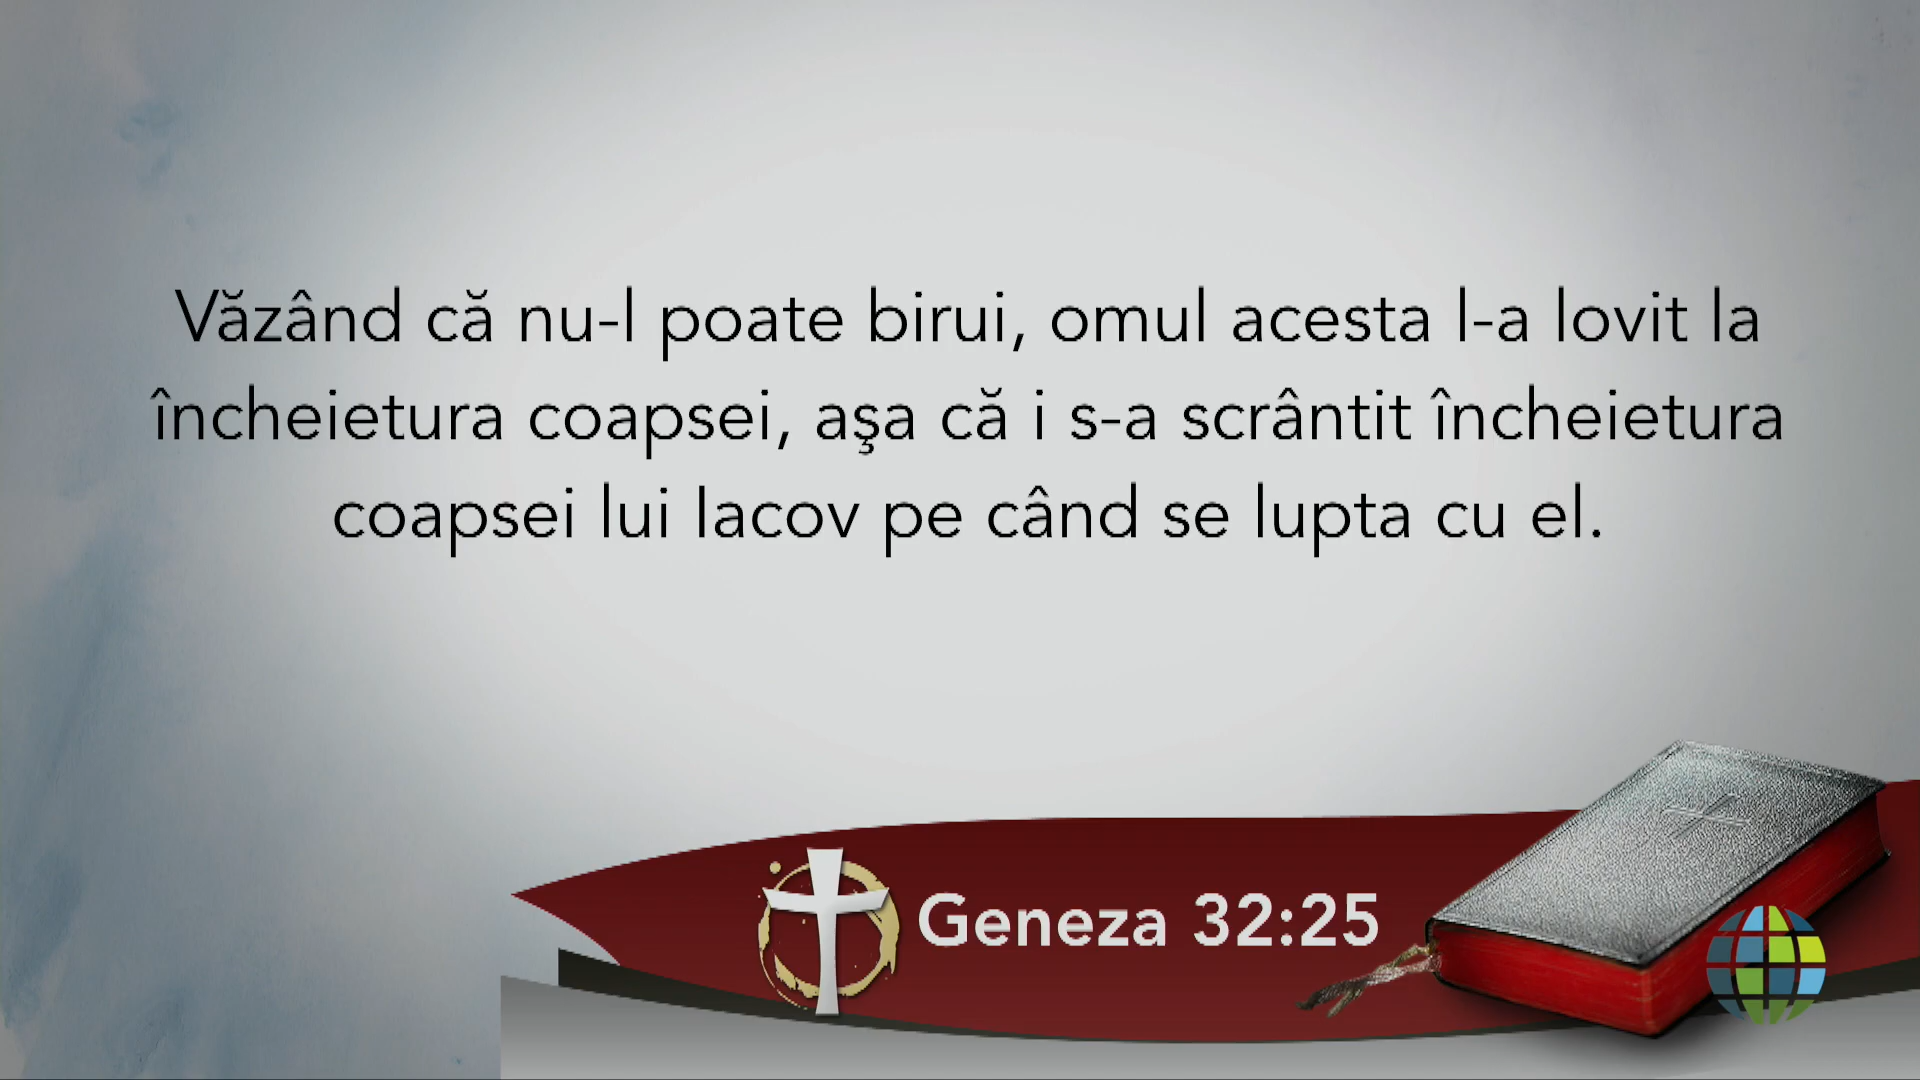 Văzând că nu-l poate birui, omul acesta l-a lovit la
încheietura coapsei, aşa că i s-a scrântit încheietura
coapsei lui Iacov pe când se lupta cu el.
Geneza 32:25